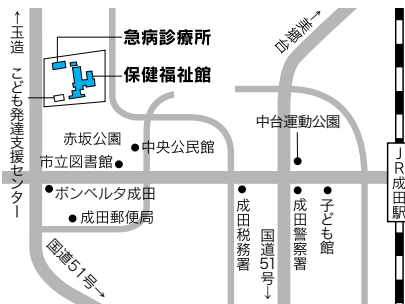 ←玉造
こども発達支援センター
急病診療所
保健福祉館
←美郷台
赤坂公園
中央公民館
市立図書館
中台運動公園
ボンベルタ成田
成田郵便局
成田税務署
国道51号→
成田警察署
子ども館
JR成田駅
国道51号→